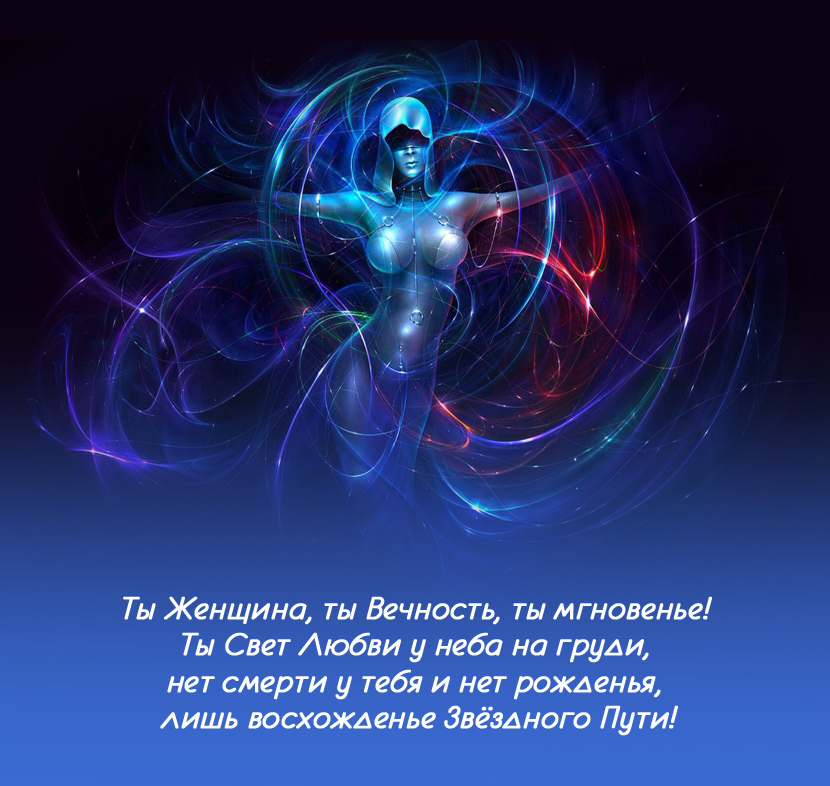 Ты Женщина, ты Вечность, ты мгновенье!
Ты Свет Любви у неба на груди,
нет смерти у тебя и нет рожденья,
лишь восхожденье Звёздного Пути!